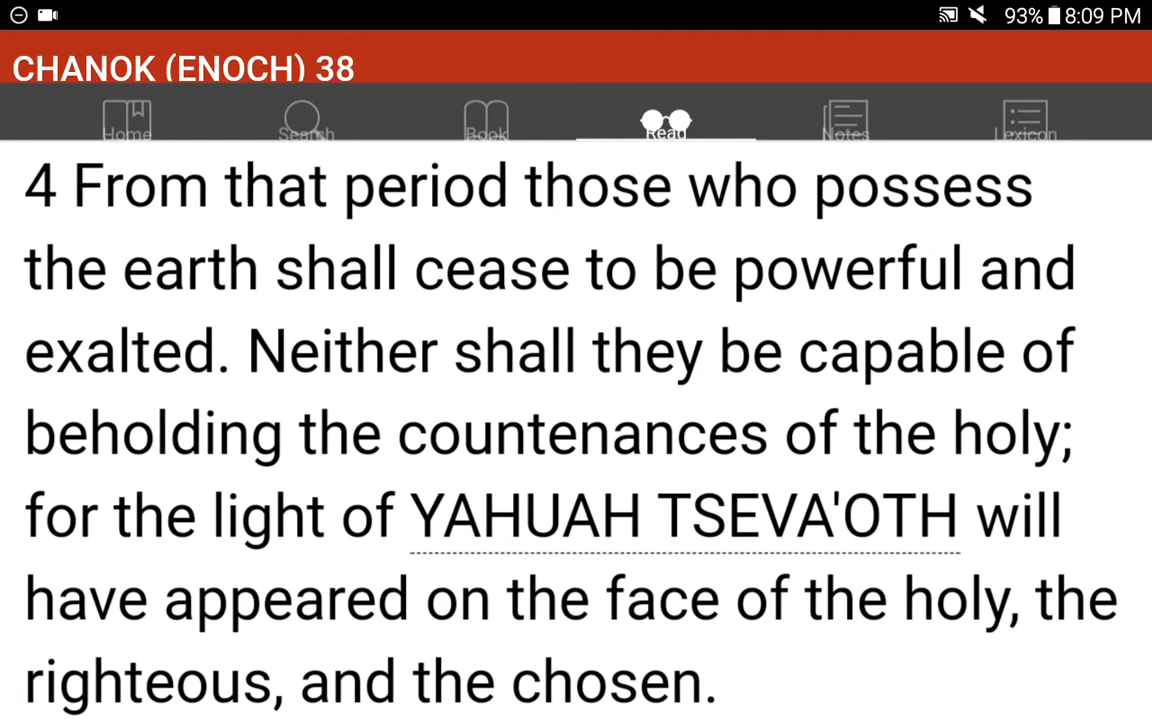 93% 8:09 PM
CHANOK (ENOCH) 38
Home Search Book Read Notes Lexicon
4 From that period those who possess
the earth shall cease to be powerful and
exalted. Neither shall they be capable of
beholding the countenances of the holy;
for the light of YAHUAH TSEVA'OTH will
have appeared on the face of the holy, the
righteous, and the chosen.